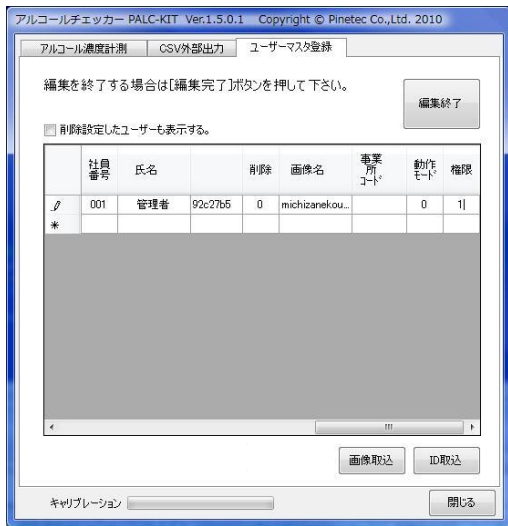 アルコールチェッカー PALC-KIT Ver.1.5.0.1 Copyright © Pinetec Co.,Ltd. 2010
アルコール濃度計測 CSV外部出力 ユーザーマスタ登録
編集を終了する場合は[編集完了]ボタンを押して下さい。
編集終了
削除設定したユーザーも表示する。
社員番号 氏名 削除 画像名 事業所コード 動作モード 権限
001 管理者 92c27b5 0 michizanekou... 0 1
画像取込 ID取込
キャリブレーション 閉じる